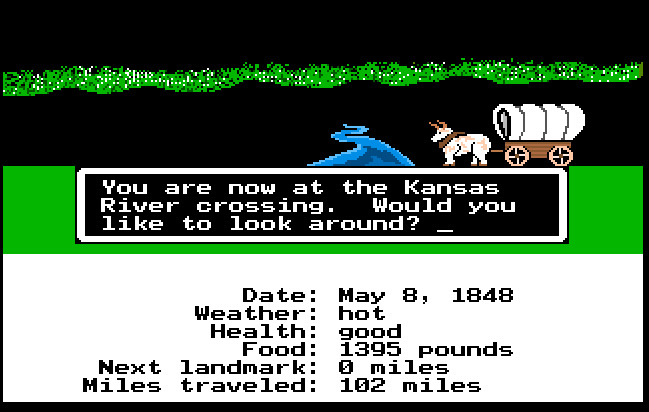 You are now at the Kansas
River crossing.  Would you
like to look around? _
Date: May 8, 1848
Weather: hot
Health: good
Food: 1395 pounds
Next landmark: 0 miles
Miles traveled: 102 miles